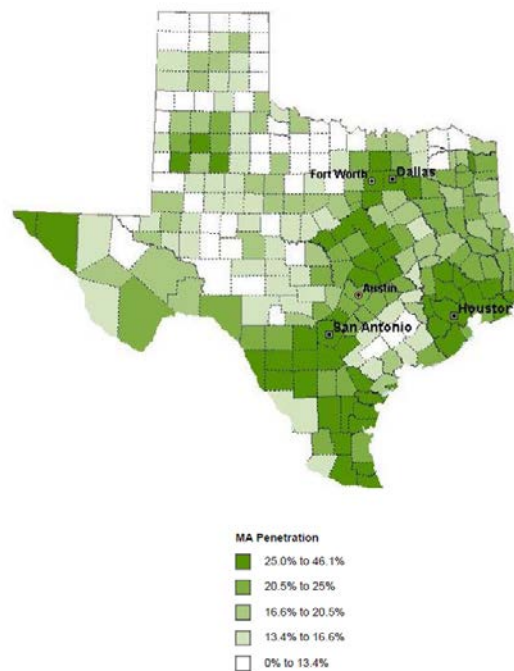 Fort Worth
Dallas
Austin
Houston
San Antonio
MA Penetration
25.0% to 46.1%
20.5% to 25%
16.6% to 20.5%
13.4% to 16.6%
0% to 13.4%